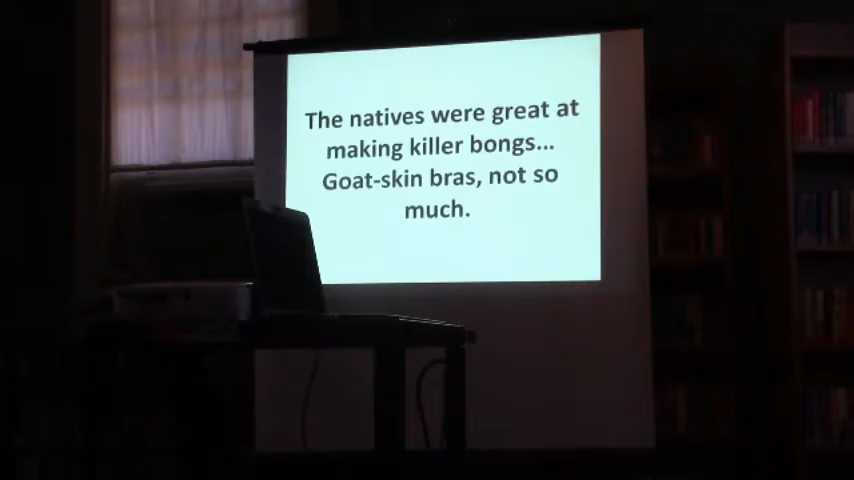 The natives were great at
making killer bongs...
Goat-skin bras, not so
much.